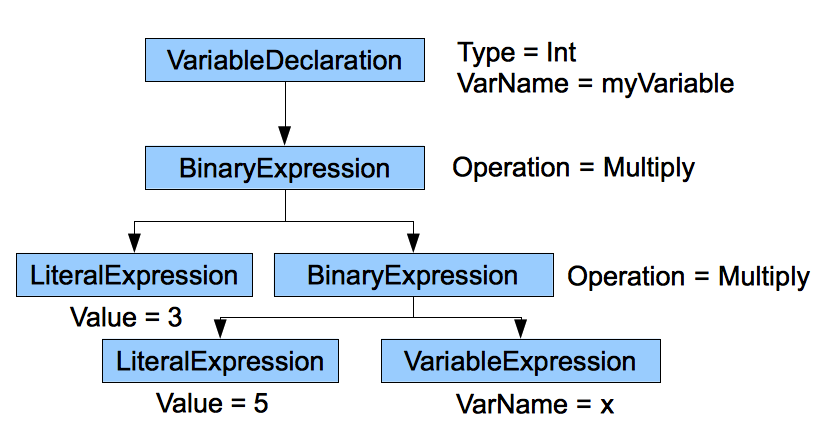 VariableDeclaration
Type = Int
VarName = myVariable
BinaryExpression
Operation = Multiply
LiteralExpression
BinaryExpression
Operation = Multiply
Value = 3
LiteralExpression
VariableExpression
Value = 5
VarName = x